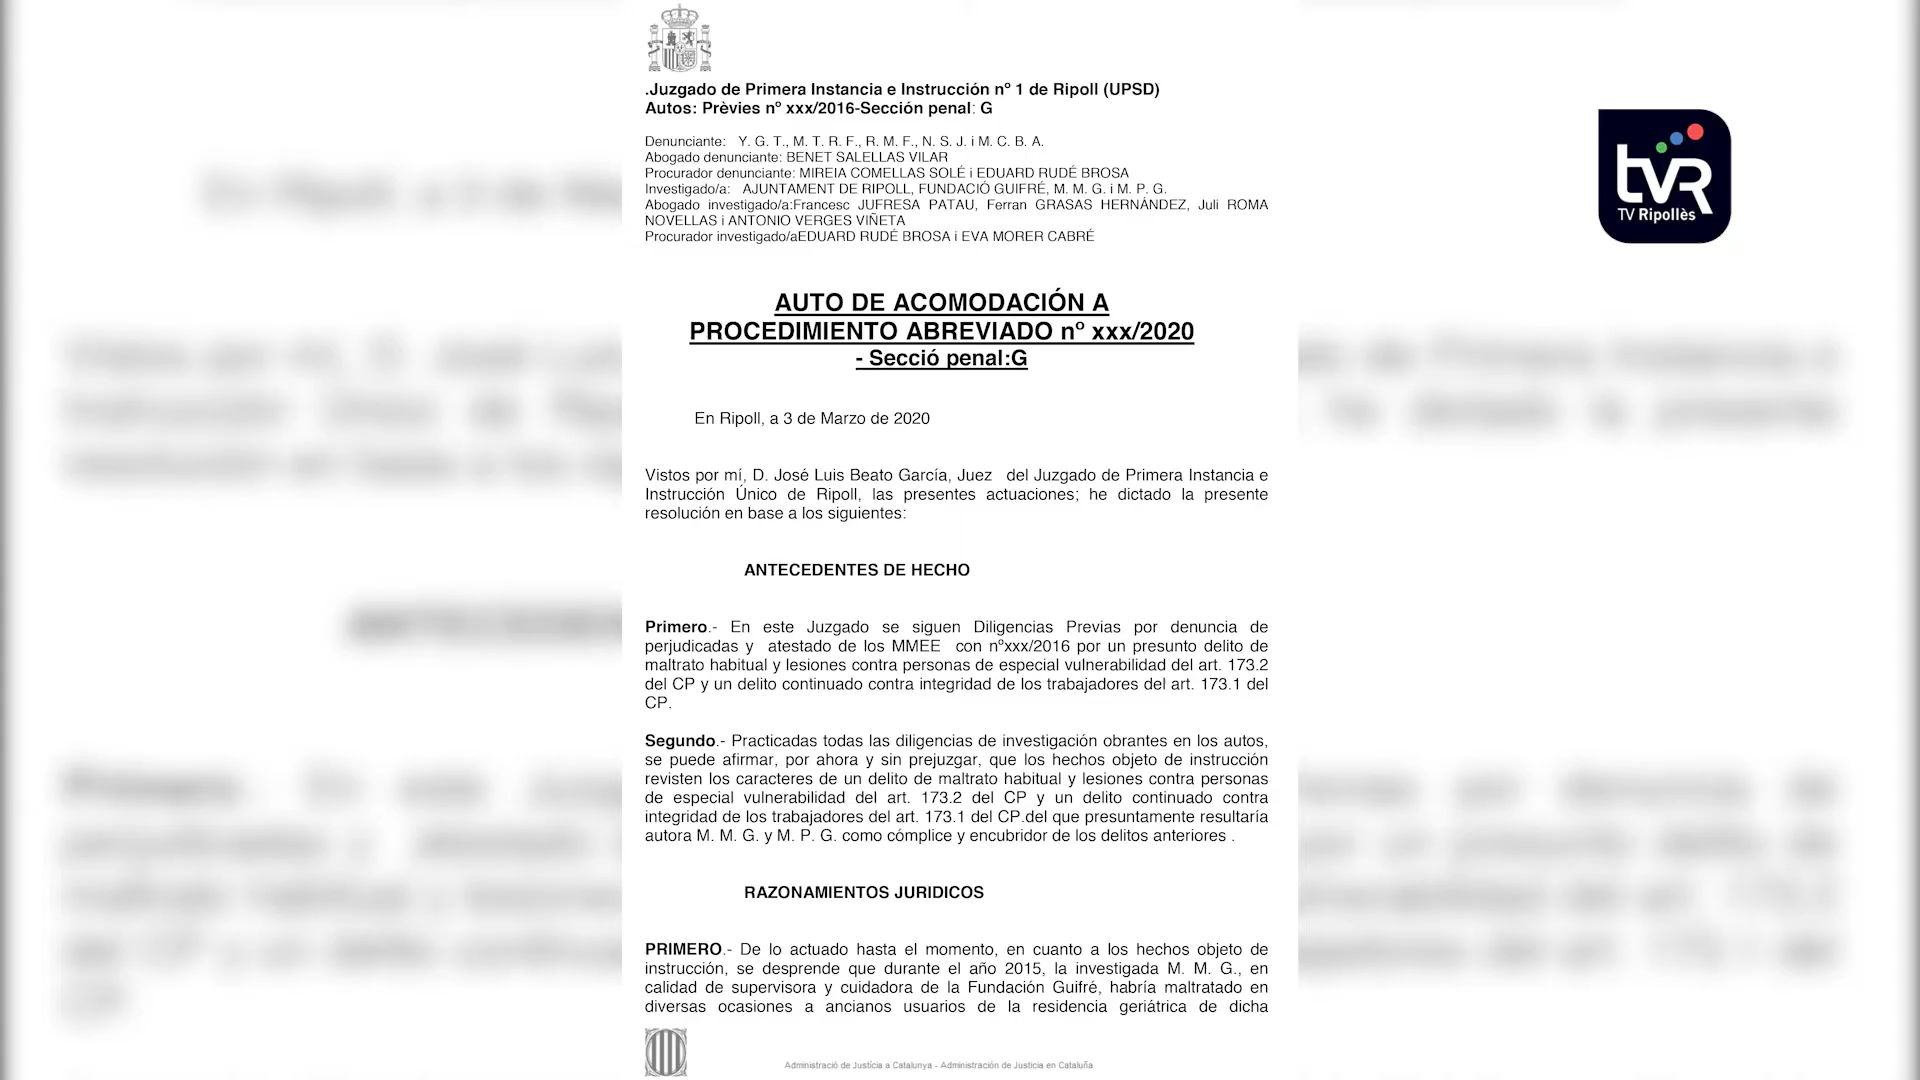 .Juzgado de Primera Instancia e Instrucción nº 1 de Ripoll (UPSD)
Autos: Prèvies nº xxx/2016-Sección penal: G
Denunciante: Y. G. T., M. T. R. F., R. M. F., N. S. J. i M. C. B. A.
Abogado denunciante: BENET SALELLAS VILAR
Procurador denunciante: MIREIA COMELLAS SOLÉ i EDUARD RUDÉ BROSA
Investigado/a: AJUNTAMENT DE RIPOLL, FUNDACIÓ GUIFRÉ, M. M. G. i M. P. G.
Abogado investigado/a:Francesc JUFRESA PATAU, Ferran GRASAS HERNÁNDEZ, Juli ROMA
NOVELLAS i ANTONIO VERGES VIÑETA
Procurador investigado/aEDUARD RUDÉ BROSA i EVA MORER CABRÉ
tvR
TV Ripollès
AUTO DE ACOMODACIÓN A
PROCEDIMIENTO ABREVIADO nº xxx/2020
- Secció penal:G
En Ripoll, a 3 de Marzo de 2020
Vistos por mí, D. José Luis Beato García, Juez del Juzgado de Primera Instancia e
Instrucción Único de Ripoll, las presentes actuaciones; he dictado la presente
resolución en base a los siguientes:
ANTECEDENTES DE HECHO
Primero.- En este Juzgado se siguen Diligencias Previas por denuncia de
perjudicadas y atestado de los MMEE con nºxxx/2016 por un presunto delito de
maltrato habitual y lesiones contra personas de especial vulnerabilidad del art. 173.2
del CP y un delito continuado contra integridad de los trabajadores del art. 173.1 del
CP.
Segundo.- Practicadas todas las diligencias de investigación obrantes en los autos,
se puede afirmar, por ahora y sin prejuzgar, que los hechos objeto de instrucción
revisten los caracteres de un delito de maltrato habitual y lesiones contra personas
de especial vulnerabilidad del art. 173.2 del CP y un delito continuado contra
integridad de los trabajadores del art. 173.1 del CP.del que presuntamente resultaría
autora M. M. G. y M. P. G. como cómplice y encubridor de los delitos anteriores .
RAZONAMIENTOS JURIDICOS
PRIMERO.- De lo actuado hasta el momento, en cuanto a los hechos objeto de
instrucción, se desprende que durante el año 2015, la investigada M. M. G., en
calidad de supervisora y cuidadora de la Fundación Guifré, habría maltratado en
diversas ocasiones a ancianos usuarios de la residencia geriátrica de dicha
Administració de Justícia a Catalunya - Administración de Justicia en Cataluña